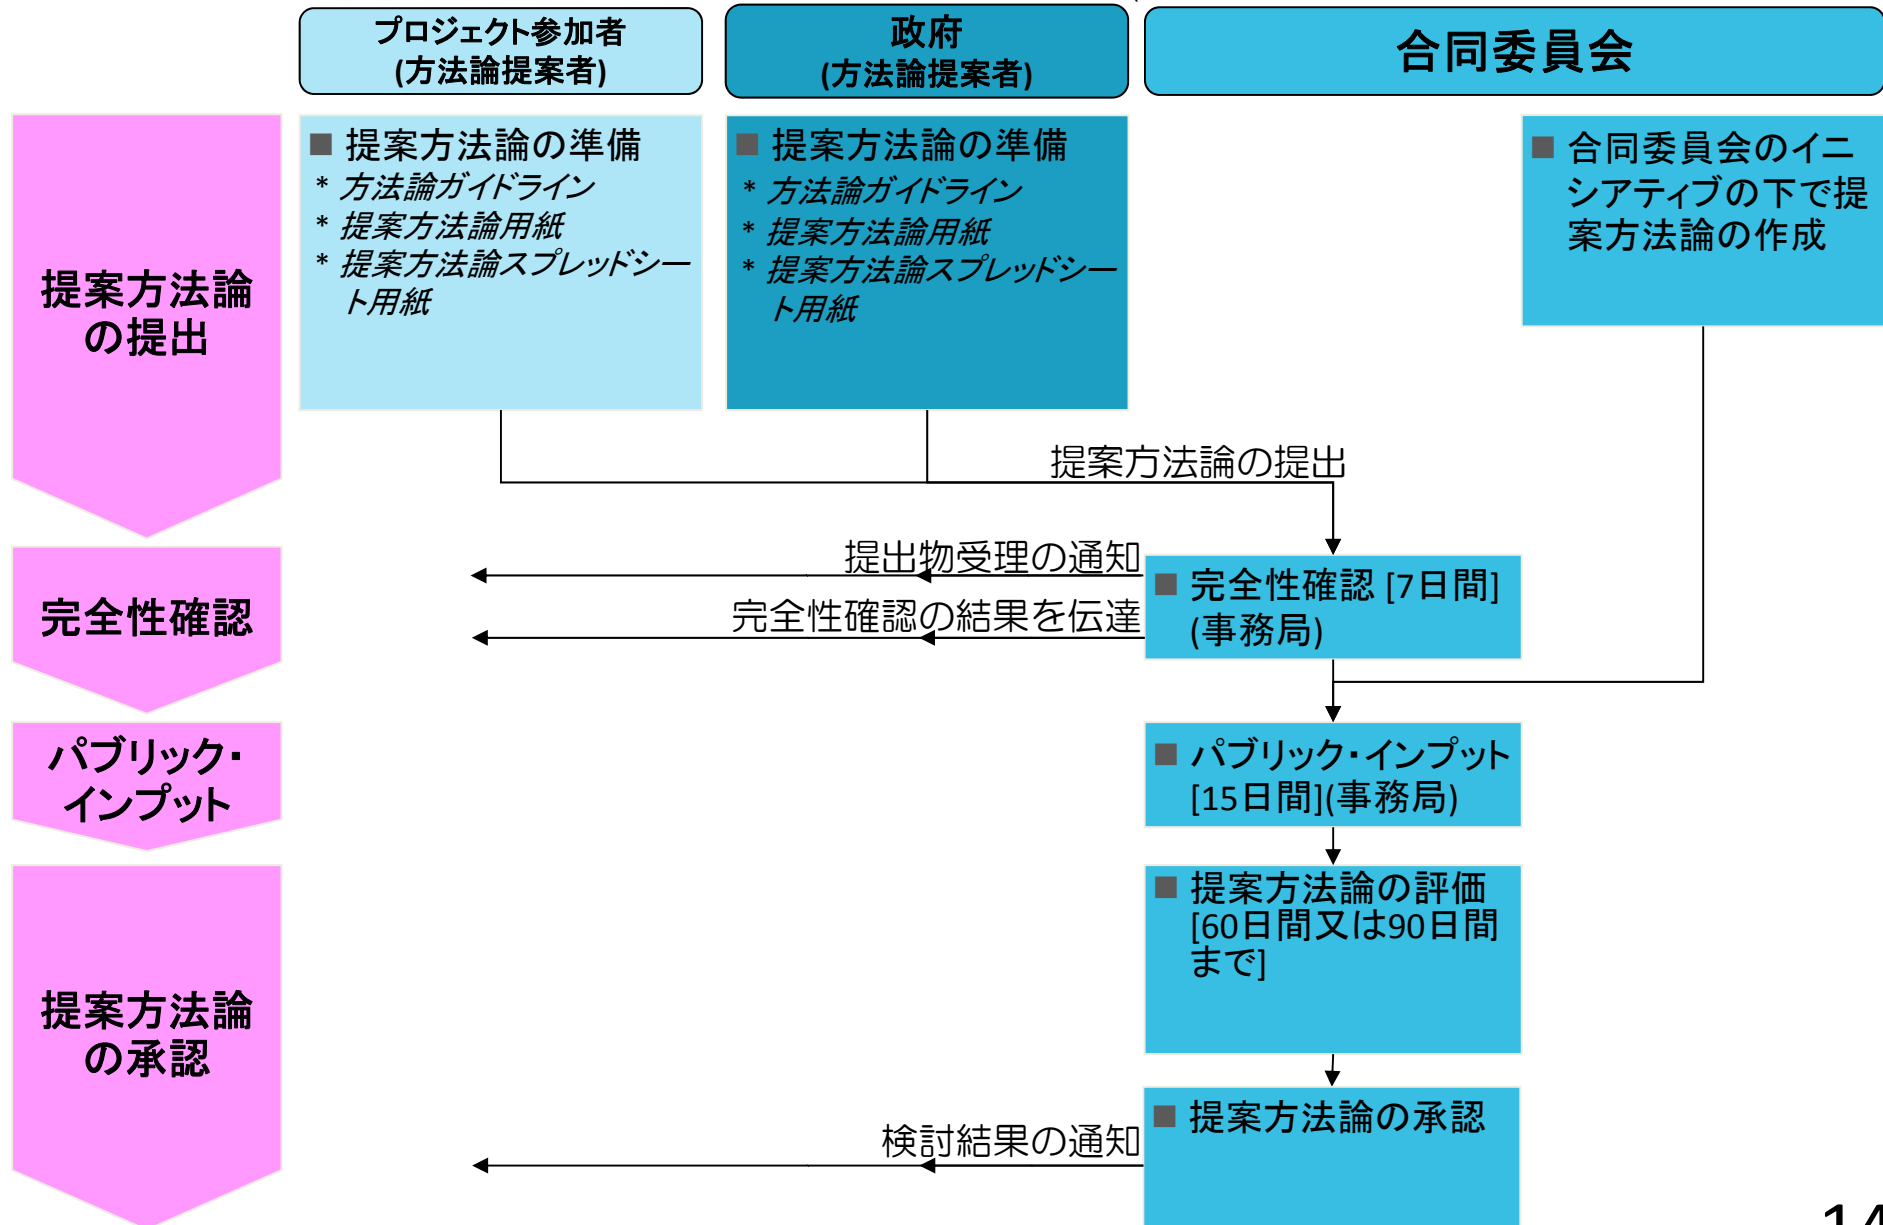 プロジェクト参加者
(方法論提案者)
政府
(方法論提案者)
合同委員会
提案方法論
の提出
■ 提案方法論の準備
* 方法論ガイドライン
* 提案方法論用紙
* 提案方法論スプレッドシー
ト用紙
■ 提案方法論の準備
* 方法論ガイドライン
* 提案方法論用紙
* 提案方法論スプレッドシー
ト用紙
■ 合同委員会のイニ
シアティブの下で提
案方法論の作成
提案方法論の提出
完全性確認
提出物受理の通知
完全性確認の結果を伝達
■ 完全性確認 [7日間]
(事務局)
パブリック・
インプット
■ パブリック・インプット
[15日間](事務局)
提案方法論
の承認
■ 提案方法論の評価
[60日間又は90日間
まで]
検討結果の通知
■ 提案方法論の承認
14